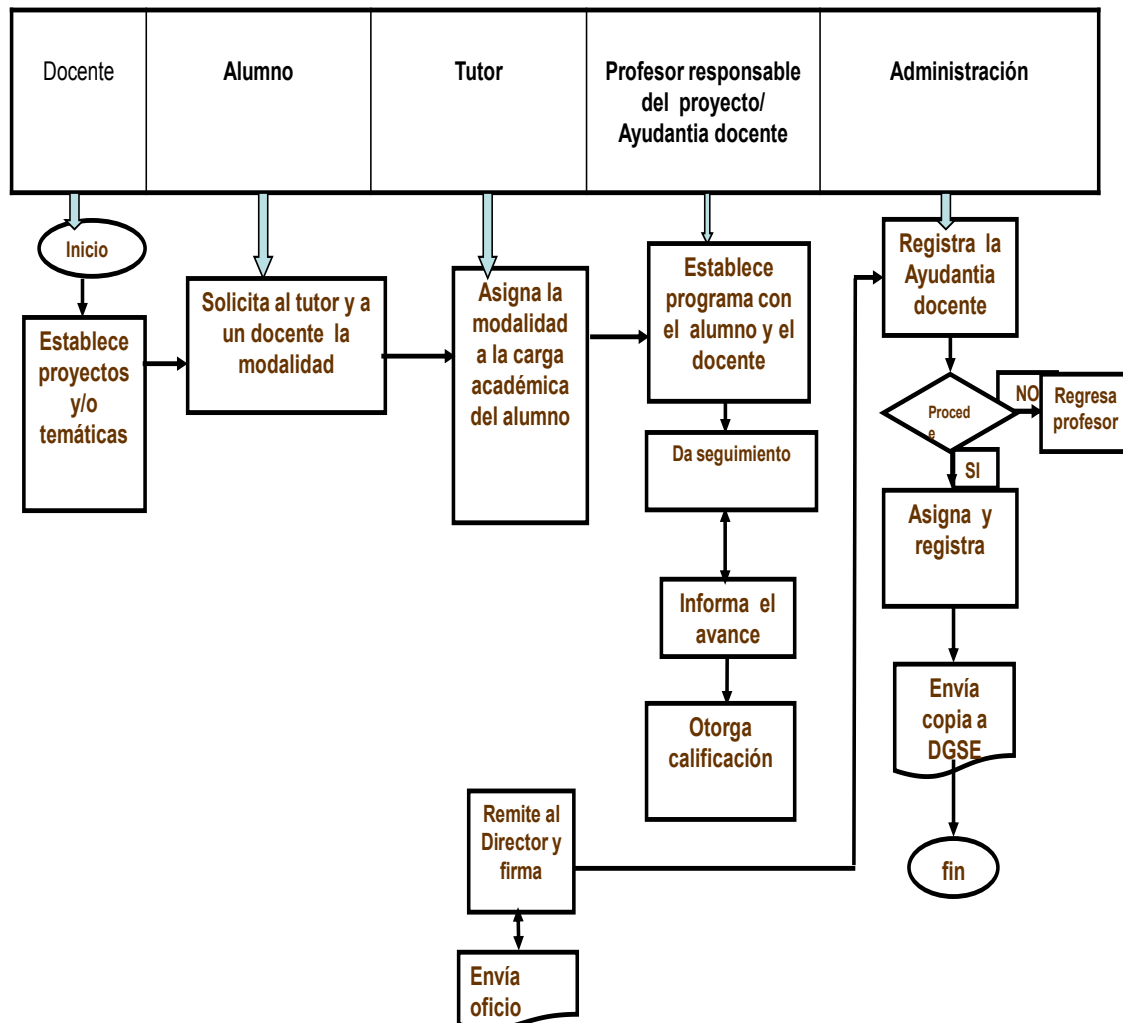 Docente
Alumno
Tutor
Profesor responsable
del proyecto/
Ayudantia docente
Administración
Inicio
Establece
proyectos
y/o
temáticas
Solicita al tutor y a
un docente la
modalidad
Asigna la
modalidad
a la carga
académica
del alumno
Establece
programa con
el alumno y el
docente
Da seguimiento
Informa el
avance
Otorga
calificación
Remite al
Director y
firma
Envía
oficio
Registra la
Ayudantia
docente
Proced
e
NO
Regresa
profesor
SI
Asigna y
registra
Envía
copia a
DGSE
fin